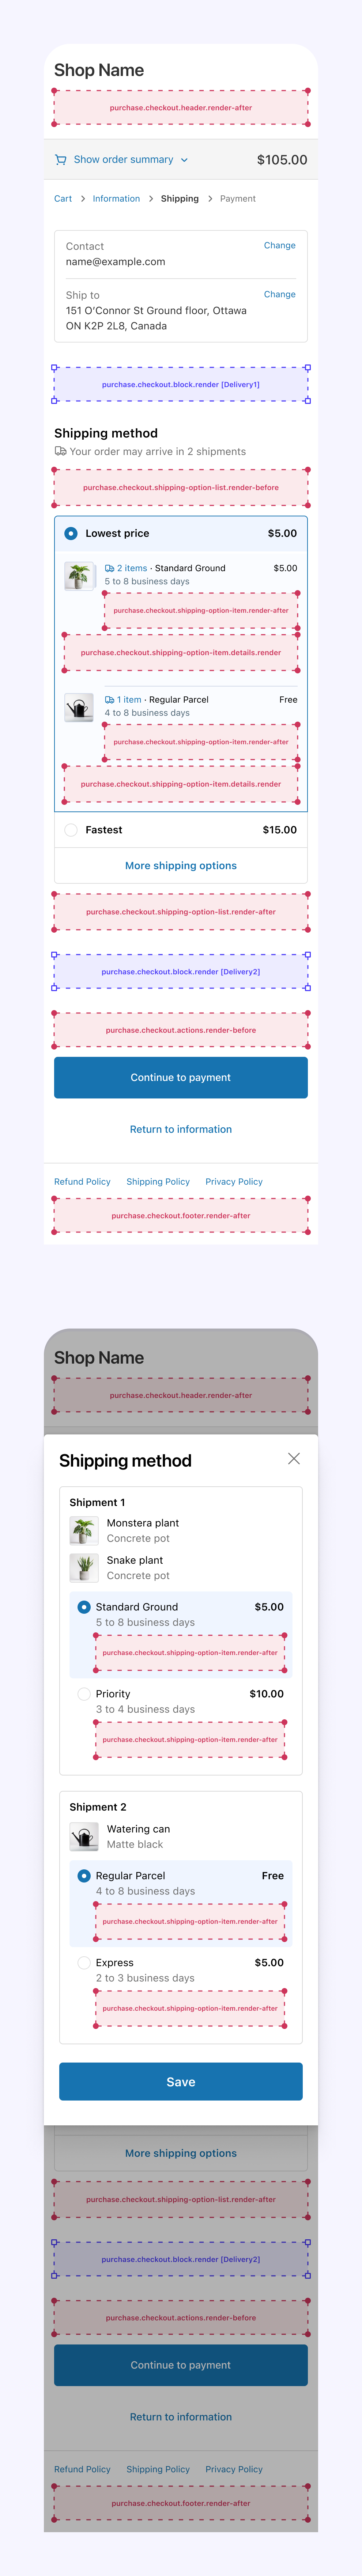 Shop Name
purchase.checkout.header.render-after
Show order summary
$105.00
Cart > Information > Shipping > Payment
Contact
Change
name@example.com
Ship to
Change
151 O'Connor St Ground floor, Ottawa
ON K2P 2L8, Canada
purchase.checkout.block.render [Delivery1]
Shipping method
Your order may arrive in 2 shipments
purchase.checkout.shipping-option-list.render-before
Lowest price
$5.00
2 items · Standard Ground
$5.00
5 to 8 business days
purchase.checkout.shipping-option-item.render-after
purchase.checkout.shipping-option-item.details.render
1 item · Regular Parcel
Free
4 to 8 business days
purchase.checkout.shipping-option-item.render-after
purchase.checkout.shipping-option-item.details.render
Fastest
$15.00
More shipping options
purchase.checkout.shipping-option-list.render-after
purchase.checkout.block.render [Delivery2]
purchase.checkout.actions.render-before
Continue to payment
Return to information
Refund Policy Shipping Policy Privacy Policy
purchase.checkout.footer.render-after
Shop Name
purchase.checkout.header.render-after
Shipping method
Shipment 1
Monstera plant
Concrete pot
Snake plant
Concrete pot
Standard Ground
$5.00
5 to 8 business days
purchase.checkout.shipping-option-item.render-after
Priority
$10.00
3 to 4 business days
purchase.checkout.shipping-option-item.render-after
Shipment 2
Watering can
Matte black
Regular Parcel
Free
4 to 8 business days
purchase.checkout.shipping-option-item.render-after
Express
$5.00
2 to 3 business days
purchase.checkout.shipping-option-item.render-after
Save
More shipping options
purchase.checkout.shipping-option-list.render-after
purchase.checkout.block.render [Delivery2]
purchase.checkout.actions.render-before
Continue to payment
Return to information
Refund Policy Shipping Policy Privacy Policy
purchase.checkout.footer.render-after